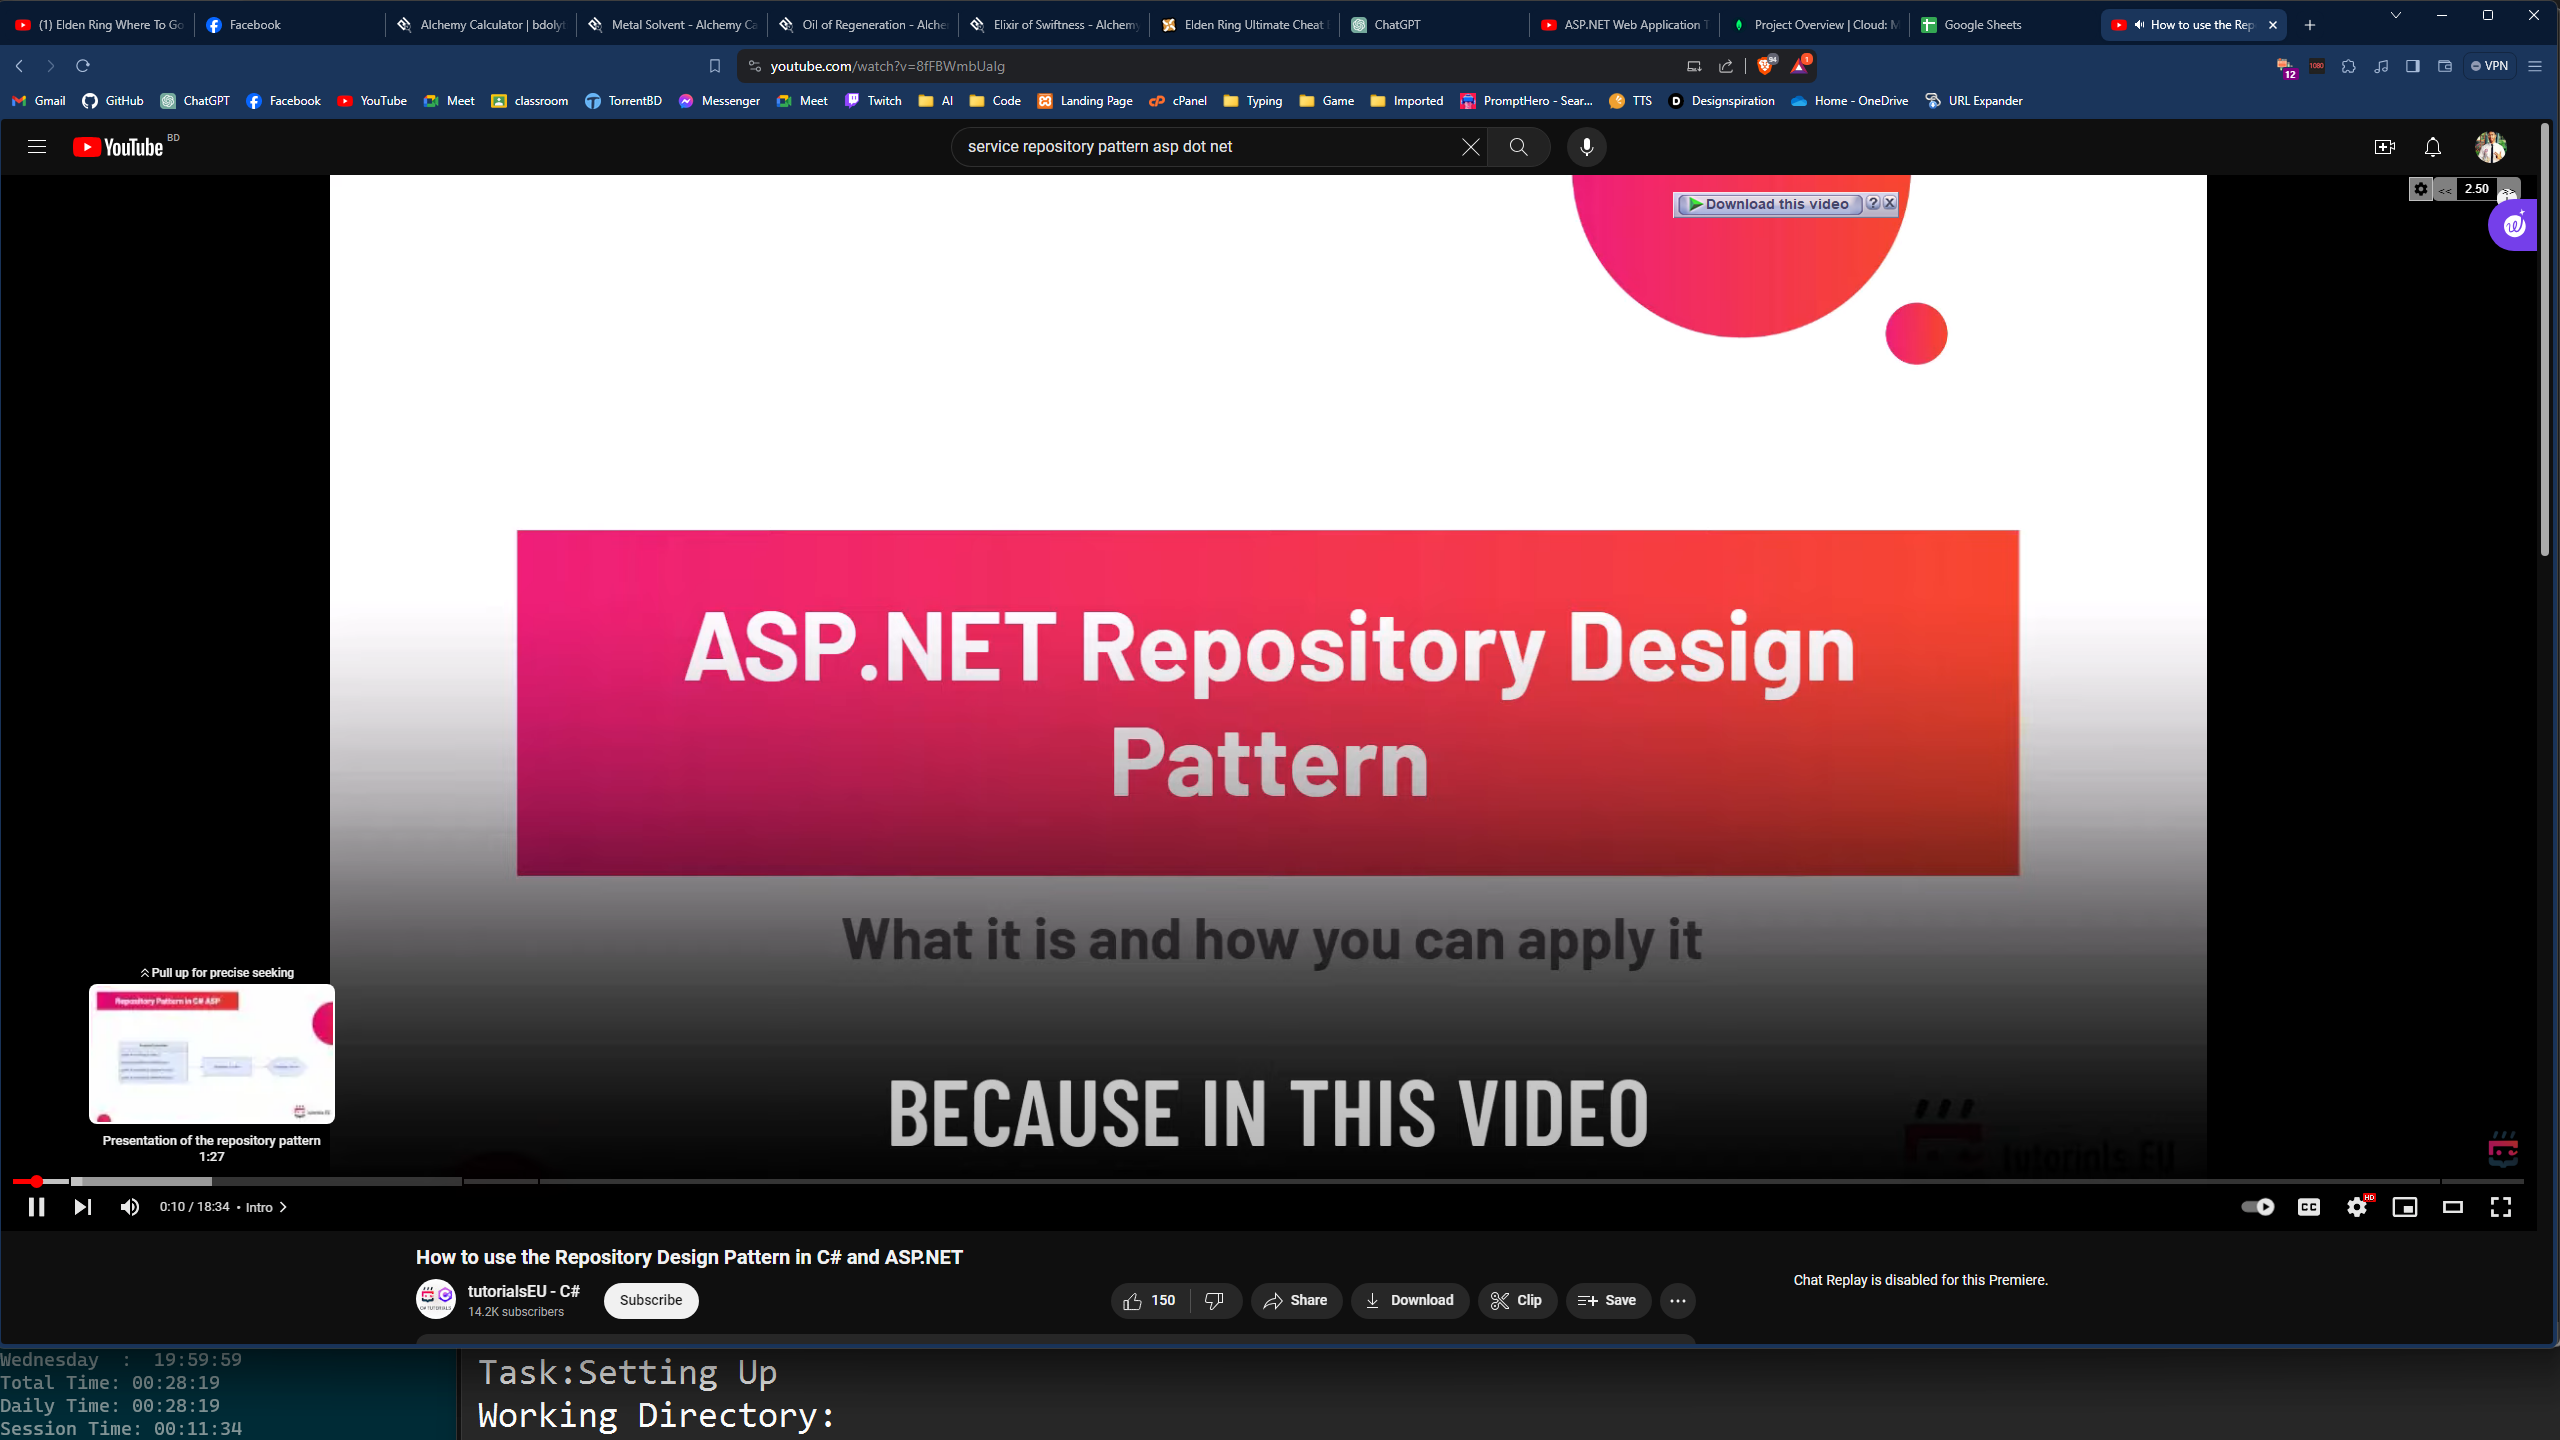 (1) Elden Ring Where To Go
Facebook
Alchemy Calculator | bdolyt
Metal Solvent - Alchemy Ca
Oil of Regeneration - Alche
Elixir of Swiftness - Alchemy
Elden Ring Ultimate Cheat
ChatGPT
ASP.NET Web Application T
Project Overview | Cloud: M
Google Sheets
How to use the Rep
youtube.com/watch?v=8fFBWmbUaIg
94
1
12
1080
VPN
Gmail
GitHub
ChatGPT
Facebook
YouTube
Meet
classroom
TorrentBD
Messenger
Meet
Twitch
AI
Code
Landing Page
cPanel
Typing
Game
Imported
PromptHero - Sear...
TTS
Designspiration
Home - OneDrive
URL Expander
YouTube BD
service repository pattern asp dot net
Download this video
<< 2.50
ASP.NET Repository Design
Pattern
What it is and how you can apply it
BECAUSE IN THIS VIDEO
tutorials EU
Pull up for precise seeking
Repository Pattern in C# ASP
Presentation of the repository pattern
1:27
0:10 / 18:34 • Intro
CC
HD
How to use the Repository Design Pattern in C# and ASP.NET
tutorialsEU - C#
14.2K subscribers
Subscribe
150
Share
Download
Clip
Save
Chat Replay is disabled for this Premiere.
Wednesday : 19:59:59
Total Time: 00:28:19
Daily Time: 00:28:19
Session Time: 00:11:34
Task:Setting Up
Working Directory: